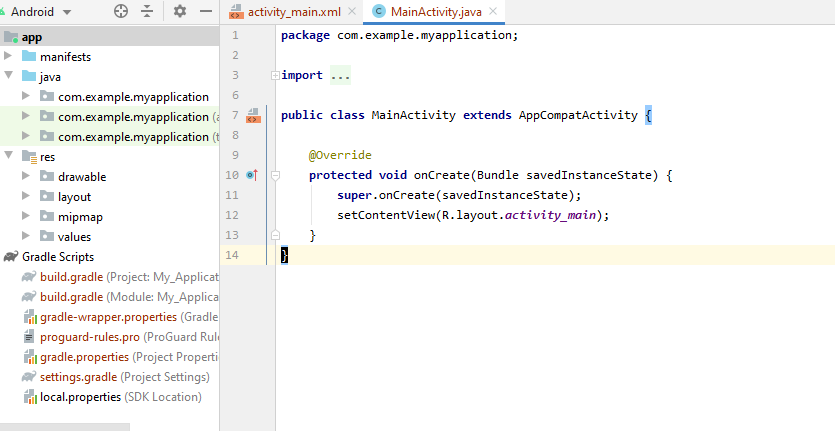 Android
app
manifests
java
com.example.myapplication
com.example.myapplication (a
com.example.myapplication (t
res
drawable
layout
mipmap
values
Gradle Scripts
build.gradle (Project: My_Applicat
build.gradle (Module: My_Applica
gradle-wrapper.properties (Gradle
proguard-rules.pro (ProGuard Rule
gradle.properties (Project Properti
settings.gradle (Project Settings)
local.properties (SDK Location)
activity_main.xml
MainActivity.java
1 package com.example.myapplication;
2
3 import ...
6
7 public class MainActivity extends AppCompatActivity {
8
9 @Override
10 protected void onCreate(Bundle savedInstanceState) {
11 super.onCreate(savedInstanceState);
12 setContentView(R.layout.activity_main);
13 }
14 }